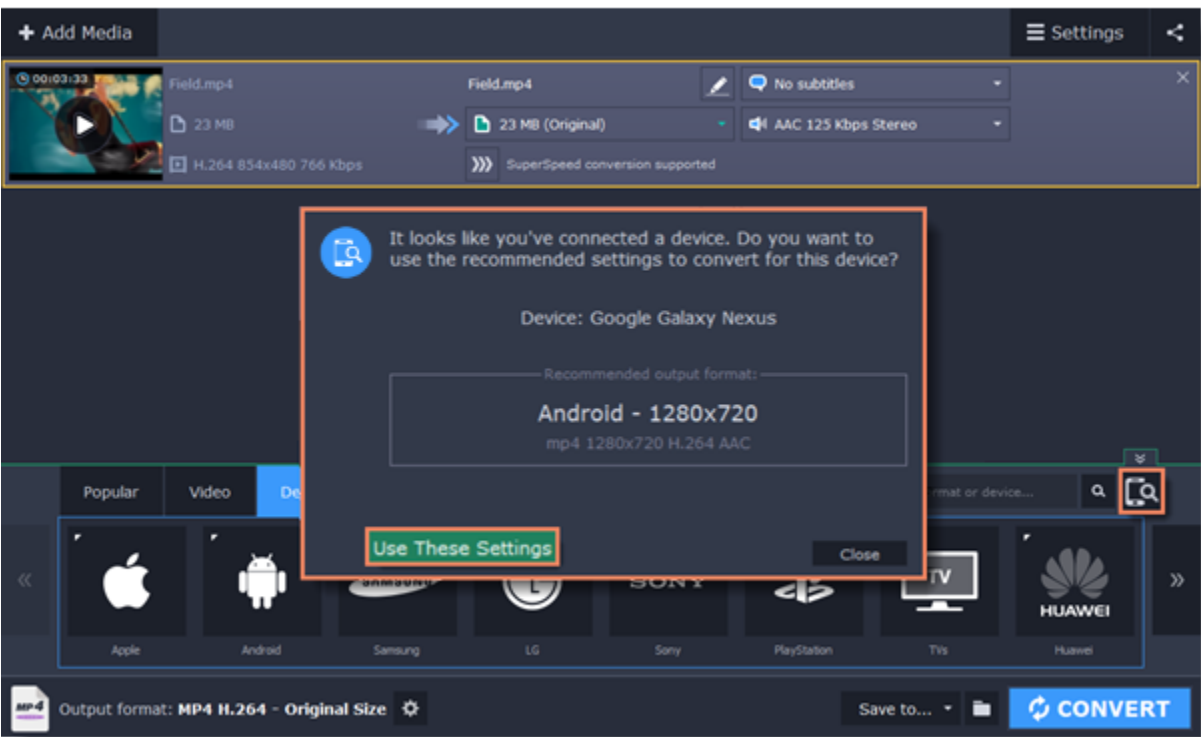 Add Media
Settings
00:03:33
Field.mp4
Field.mp4
No subtitles
23 MB
23 MB (Original)
AAC 125 Kbps Stereo
H.264 854x480 766 Kbps
SuperSpeed conversion supported
It looks like you've connected a device. Do you want to
use the recommended settings to convert for this device?
Device: Google Galaxy Nexus
Recommended output format:
Android - 1280x720
mp4 1280x720 H.264 AAC
Use These Settings
Close
Popular
Video
De
rmat or device...
SAMSUNG
SONY
TV
HUAWEI
Apple
Android
Samsung
LG
Sony
PlayStation
TVs
Huawei
MP4
Output format: MP4 H.264 - Original Size
Save to...
CONVERT